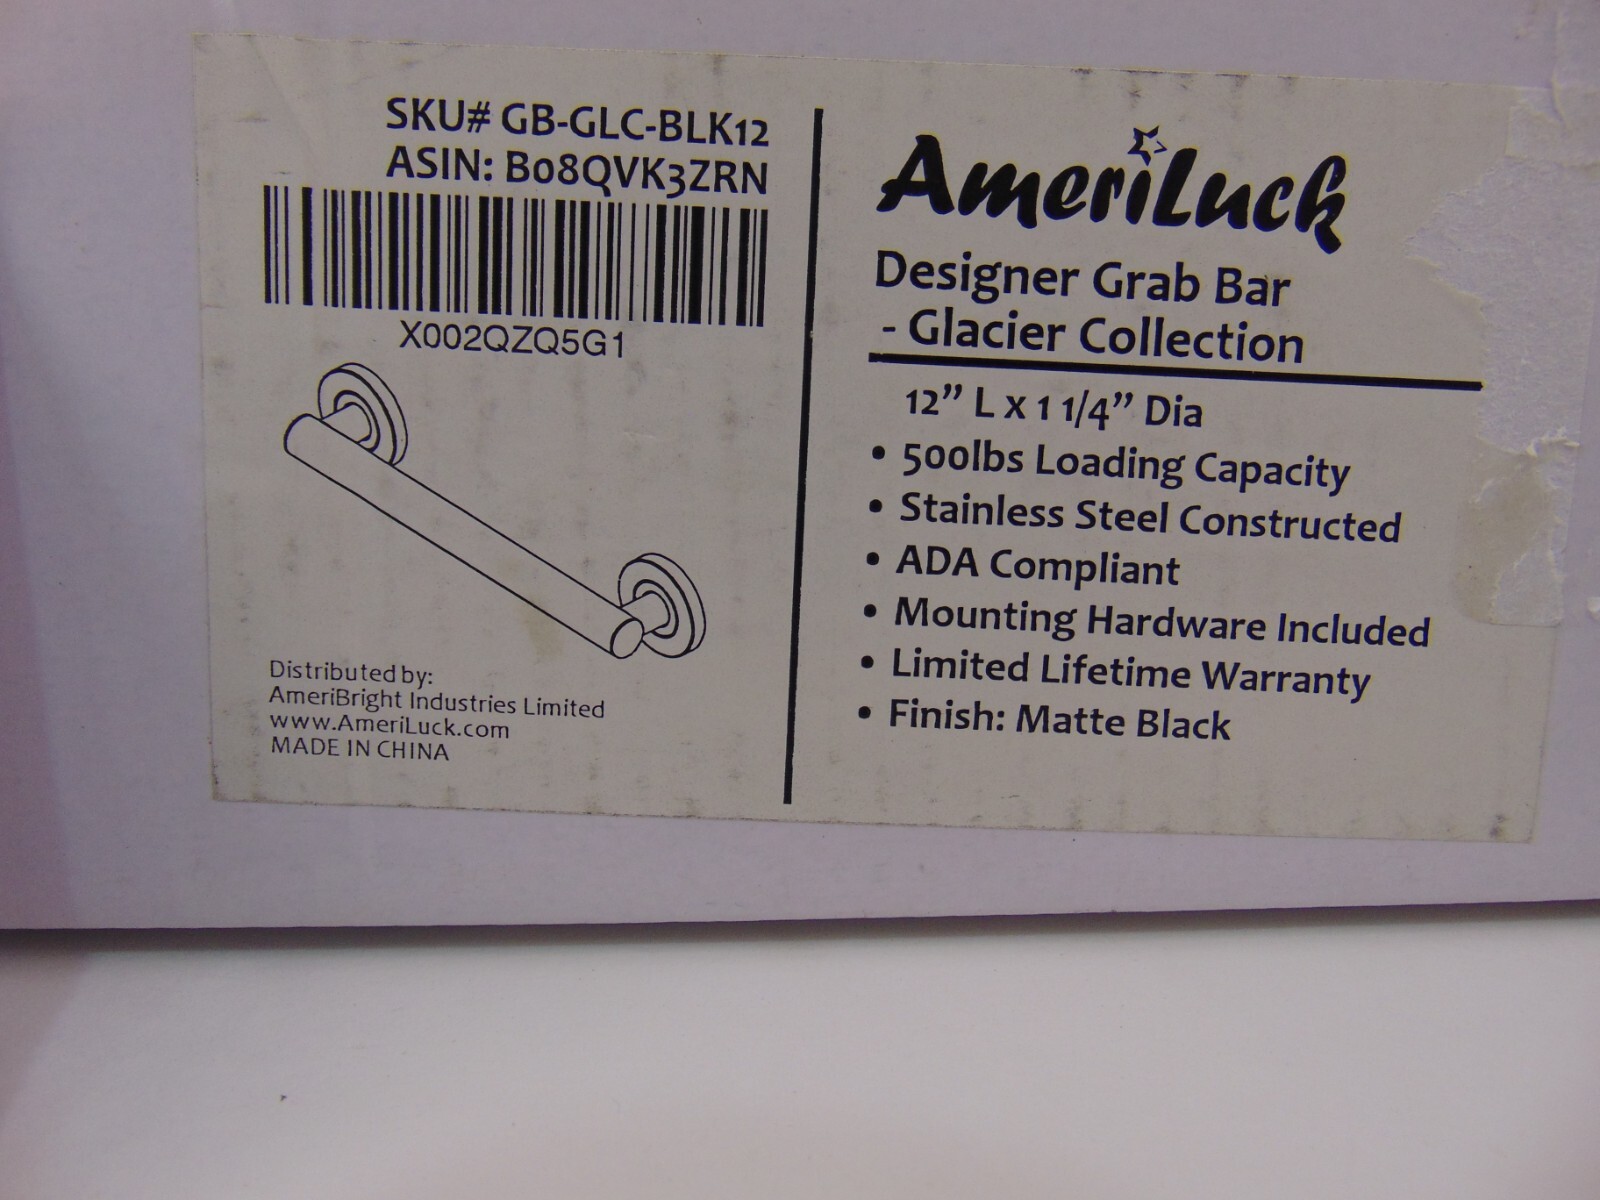 SKU# GB-GLC-BLK12
ASIN: B08QVK3ZRN
X002QZQ5G1
Distributed by:
AmeriBright Industries Limited
www.AmeriLuck.com
MADE IN CHINA
AmeriLuck
Designer Grab Bar
- Glacier Collection
12” L x 1 1/4” Dia
• 500lbs Loading Capacity
• Stainless Steel Constructed
• ADA Compliant
• Mounting Hardware Included
• Limited Lifetime Warranty
• Finish: Matte Black